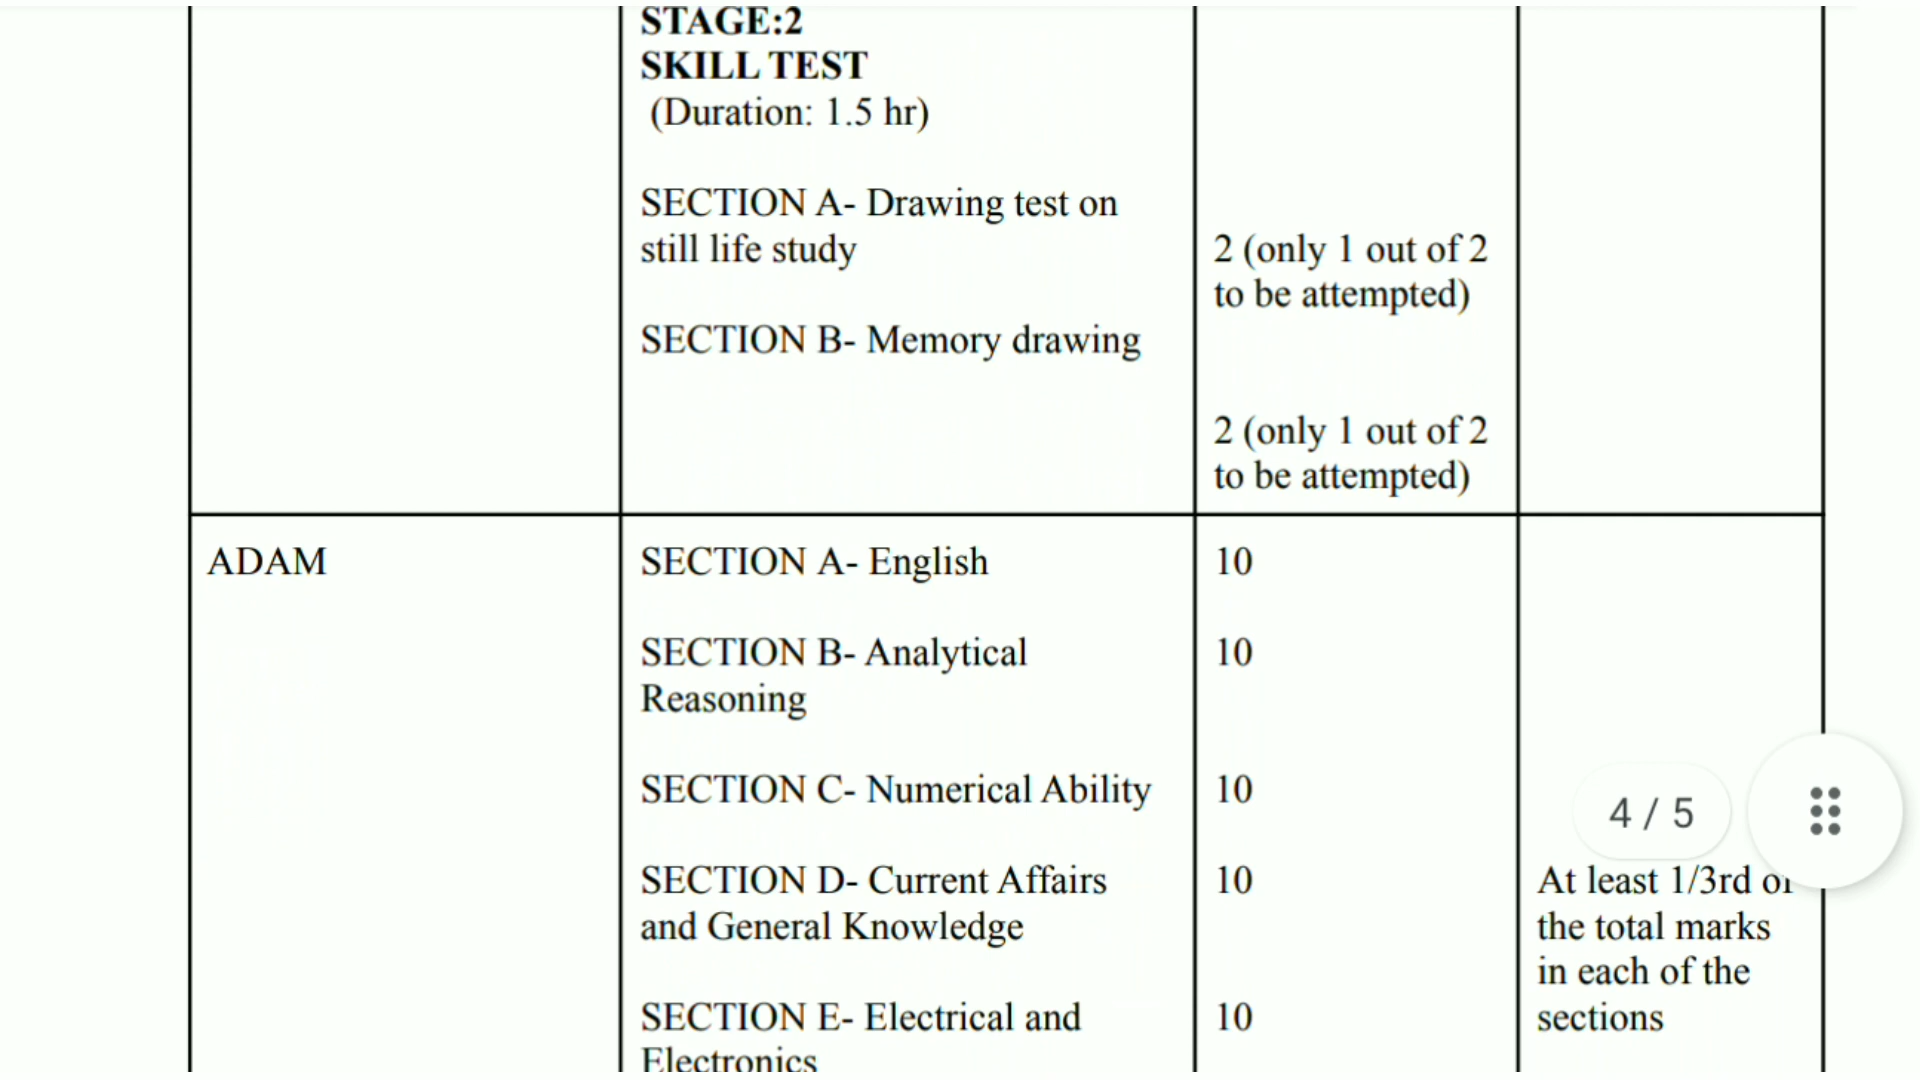 STAGE:2
SKILL TEST
(Duration: 1.5 hr)
SECTION A- Drawing test on
still life study
2 (only 1 out of 2
to be attempted)
SECTION B- Memory drawing
2 (only 1 out of 2
to be attempted)
ADAM
SECTION A- English
10
SECTION B- Analytical
Reasoning
10
SECTION C- Numerical Ability
10
4 / 5
SECTION D- Current Affairs
and General Knowledge
10
SECTION E- Electrical and
Electronics
10
At least 1/3rd of
the total marks
in each of the
sections